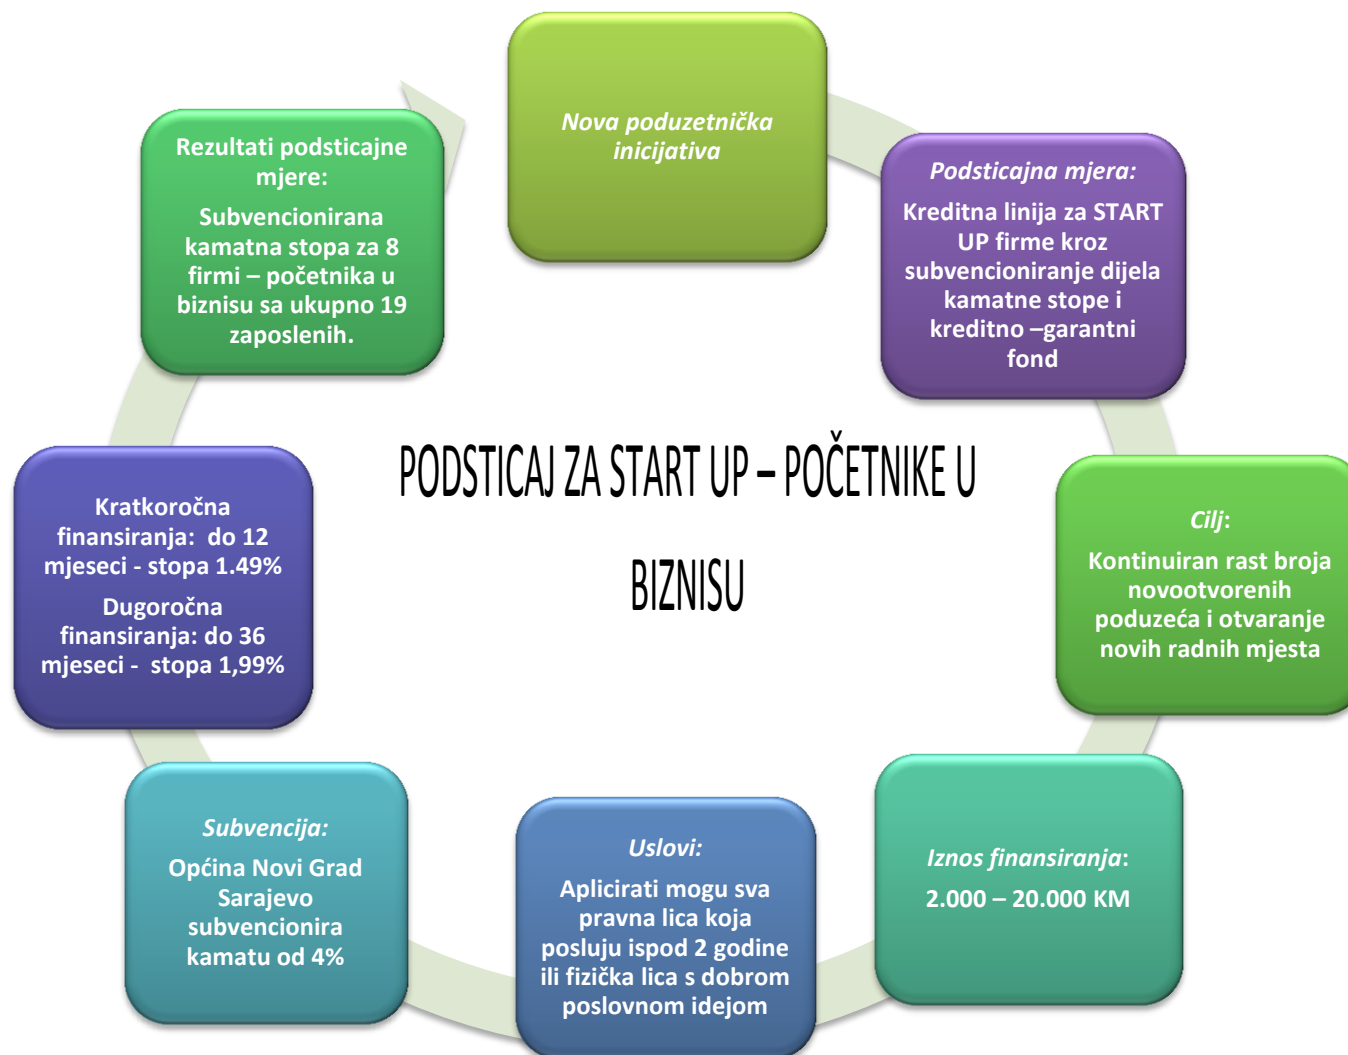 Nova poduzetnička
inicijativa
Podsticajna mjera:
Kreditna linija za START
UP firme kroz
subvencioniranje dijela
kamatne stope i
kreditno –garantni
fond
Cilj:
Kontinuiran rast broja
novootvorenih
poduzeća i otvaranje
novih radnih mjesta
Iznos finansiranja:
2.000 – 20.000 KM
Uslovi:
Aplicirati mogu sva
pravna lica koja
posluju ispod 2 godine
ili fizička lica s dobrom
poslovnom idejom
Subvencija:
Općina Novi Grad
Sarajevo
subvencionira
kamatu od 4%
Kratkoročna
finansiranja:  do 12
mjeseci - stopa 1.49%
Dugoročna
finansiranja: do 36
mjeseci -  stopa 1,99%
Rezultati podsticajne
mjere:
Subvencionirana
kamatna stopa za 8
firmi – početnika u
biznisu sa ukupno 19
zaposlenih.
PODSTICAJ ZA START UP – POČETNIKE U
BIZNISU